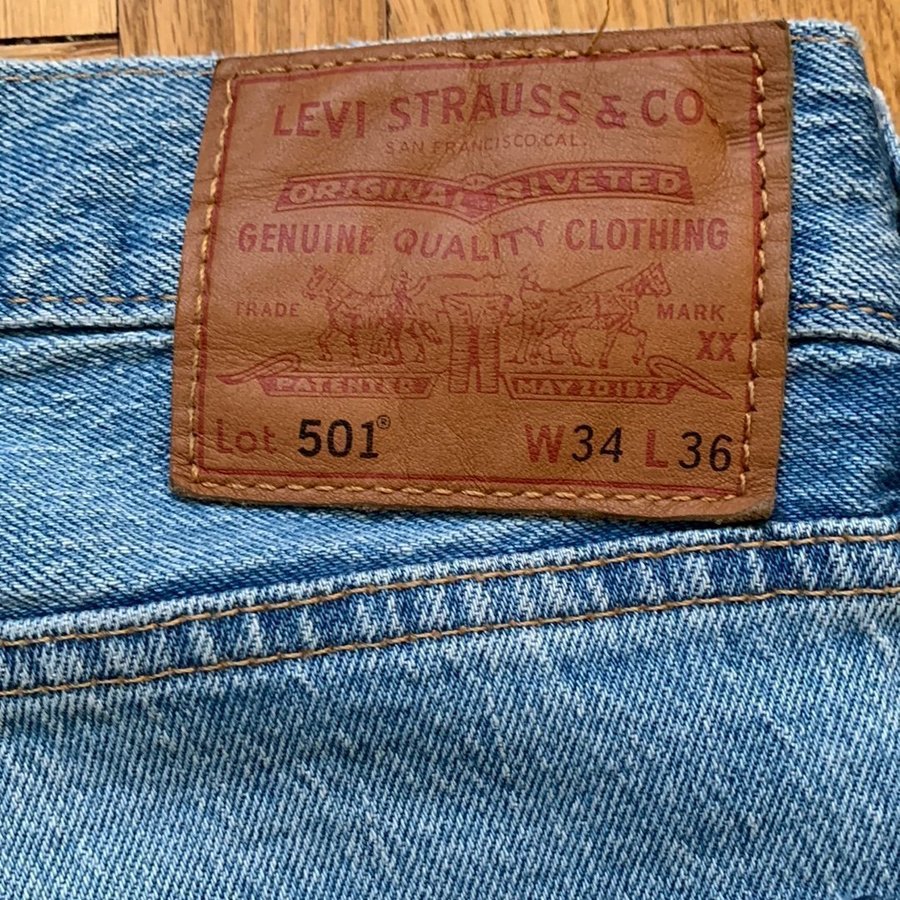 LEVI STRAUSS & CO.
SAN FRANCISCO, CAL.
ORIGINAL RIVETED
GENUINE QUALITY CLOTHING
TRADE MARK
XX
PATENTED MAY 20 1873
Lot 501® W34 L36